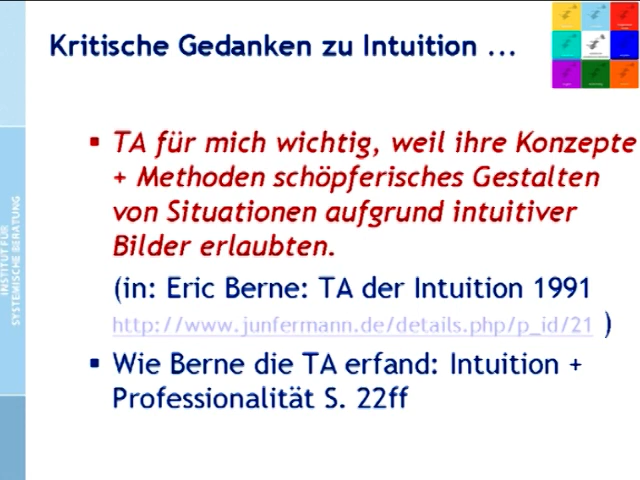 Kritische Gedanken zu Intuition ...
▪ TA für mich wichtig, weil ihre Konzepte
+ Methoden schöpferisches Gestalten
von Situationen aufgrund intuitiver
Bilder erlaubten.
(in: Eric Berne: TA der Intuition 1991
http://www.junfermann.de/details.php/p_id/21 )
▪ Wie Berne die TA erfand: Intuition +
Professionalität S. 22ff
INSTITUT FÜR
SYSTEMISCHE BERATUNG